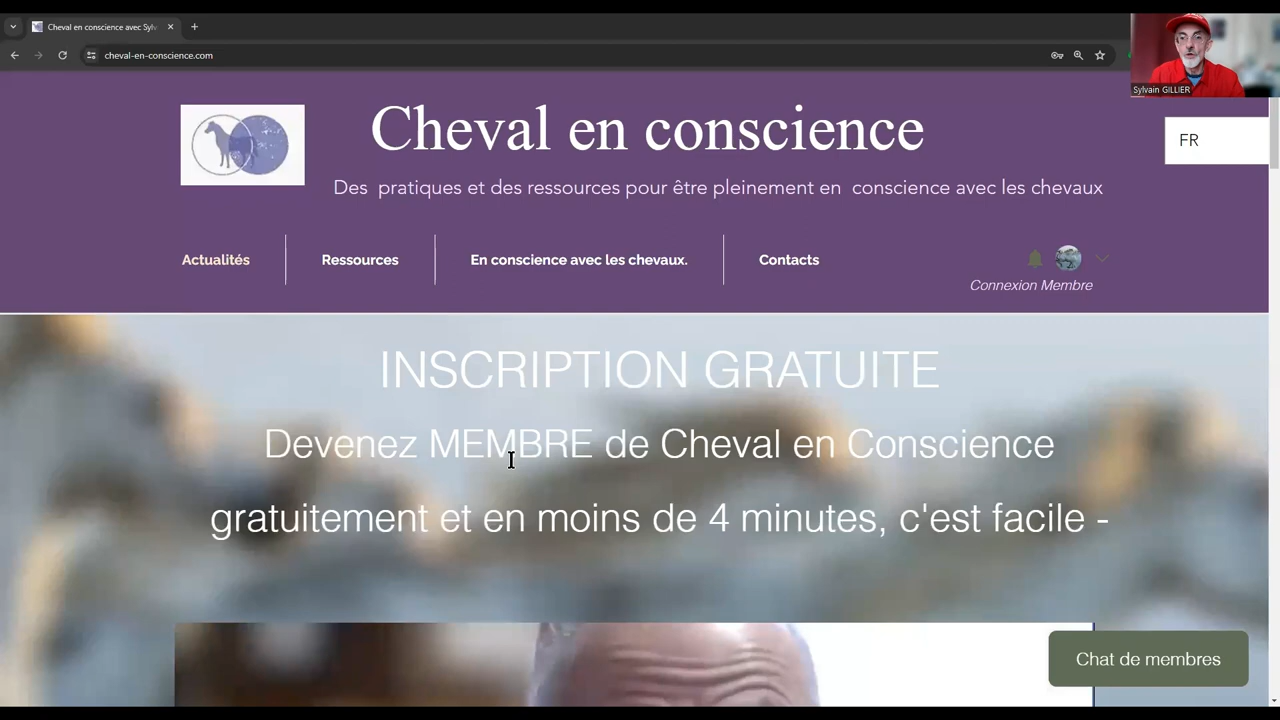 Cheval en conscience avec Sylv
cheval-en-conscience.com
Sylvain GILLIER
Cheval en conscience
FR
Des pratiques et des ressources pour être pleinement en conscience avec les chevaux
Actualités
Ressources
En conscience avec les chevaux.
Contacts
Connexion Membre
INSCRIPTION GRATUITE
Devenez MEMBRE de Cheval en Conscience
gratuitement et en moins de 4 minutes, c'est facile -
Chat de membres